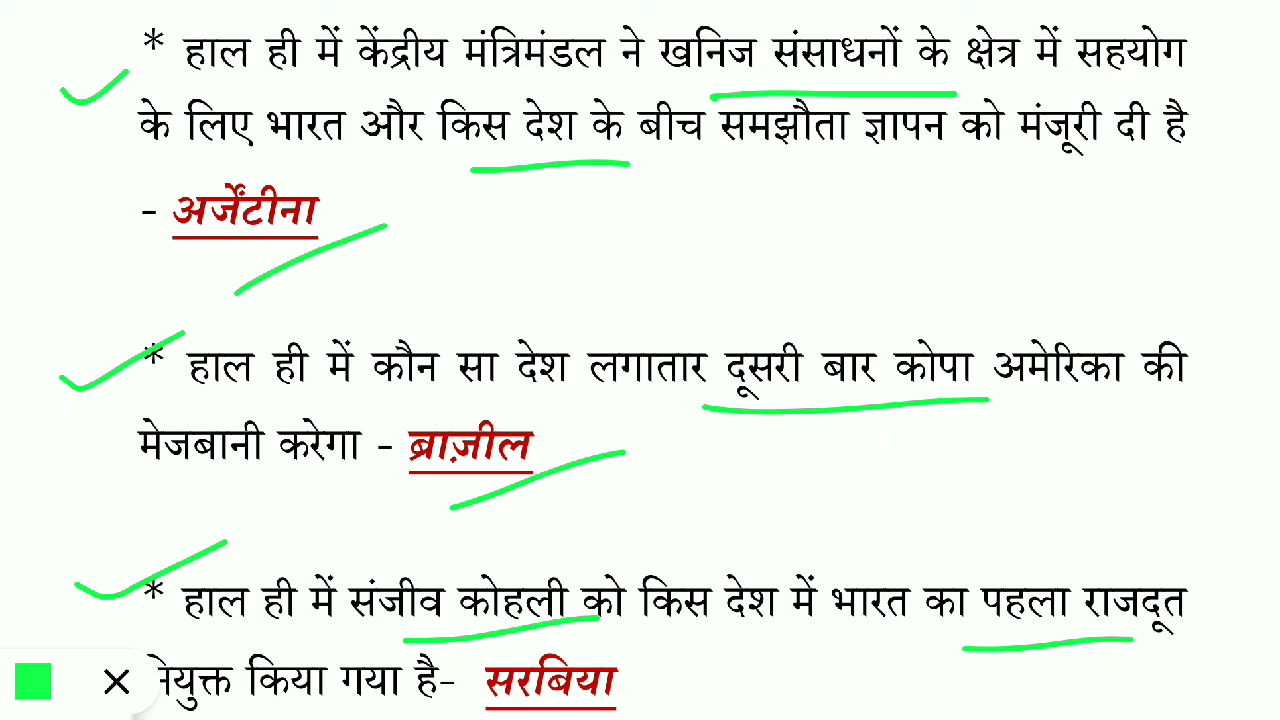 * हाल ही में केंद्रीय मंत्रिमंडल ने खनिज संसाधनों के क्षेत्र में सहयोग
के लिए भारत और किस देश के बीच समझौता ज्ञापन को मंजूरी दी है
- अर्जेंटीना
* हाल ही में कौन सा देश लगातार दूसरी बार कोपा अमेरिका की
मेजबानी करेगा - ब्राज़ील
* हाल ही में संजीव कोहली को किस देश में भारत का पहला राजदूत
नियुक्त किया गया है- सरबिया